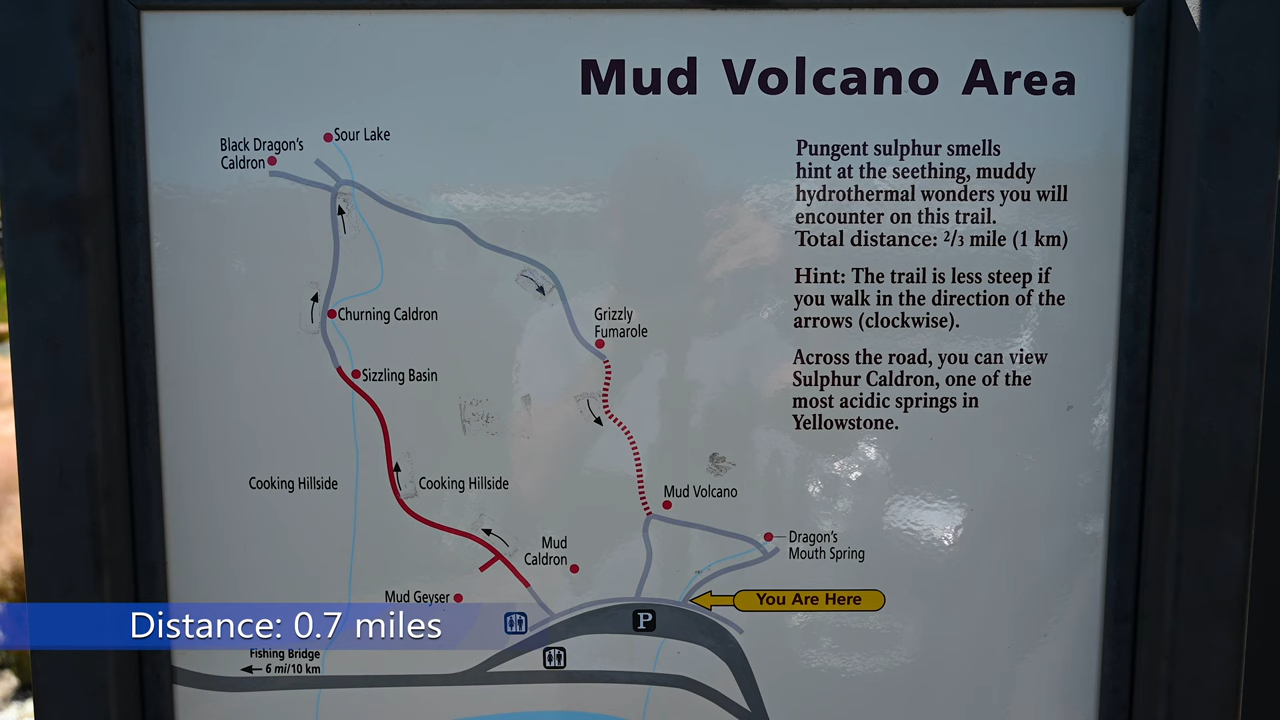 Mud Volcano Area
Sour Lake
Black Dragon's
Caldron
Pungent sulphur smells
hint at the seething, muddy
hydrothermal wonders you will
encounter on this trail.
Total distance: 2/3 mile (1 km)
Hint: The trail is less steep if
you walk in the direction of the
arrows (clockwise).
Across the road, you can view
Sulphur Caldron, one of the
most acidic springs in
Yellowstone.
Churning Caldron
Grizzly
Fumarole
Sizzling Basin
Cooking Hillside
Cooking Hillside
Mud Volcano
Dragon's
Mouth Spring
Mud
Caldron
Mud Geyser
You Are Here
P
Distance: 0.7 miles
Fishing Bridge
6 mi/10 km